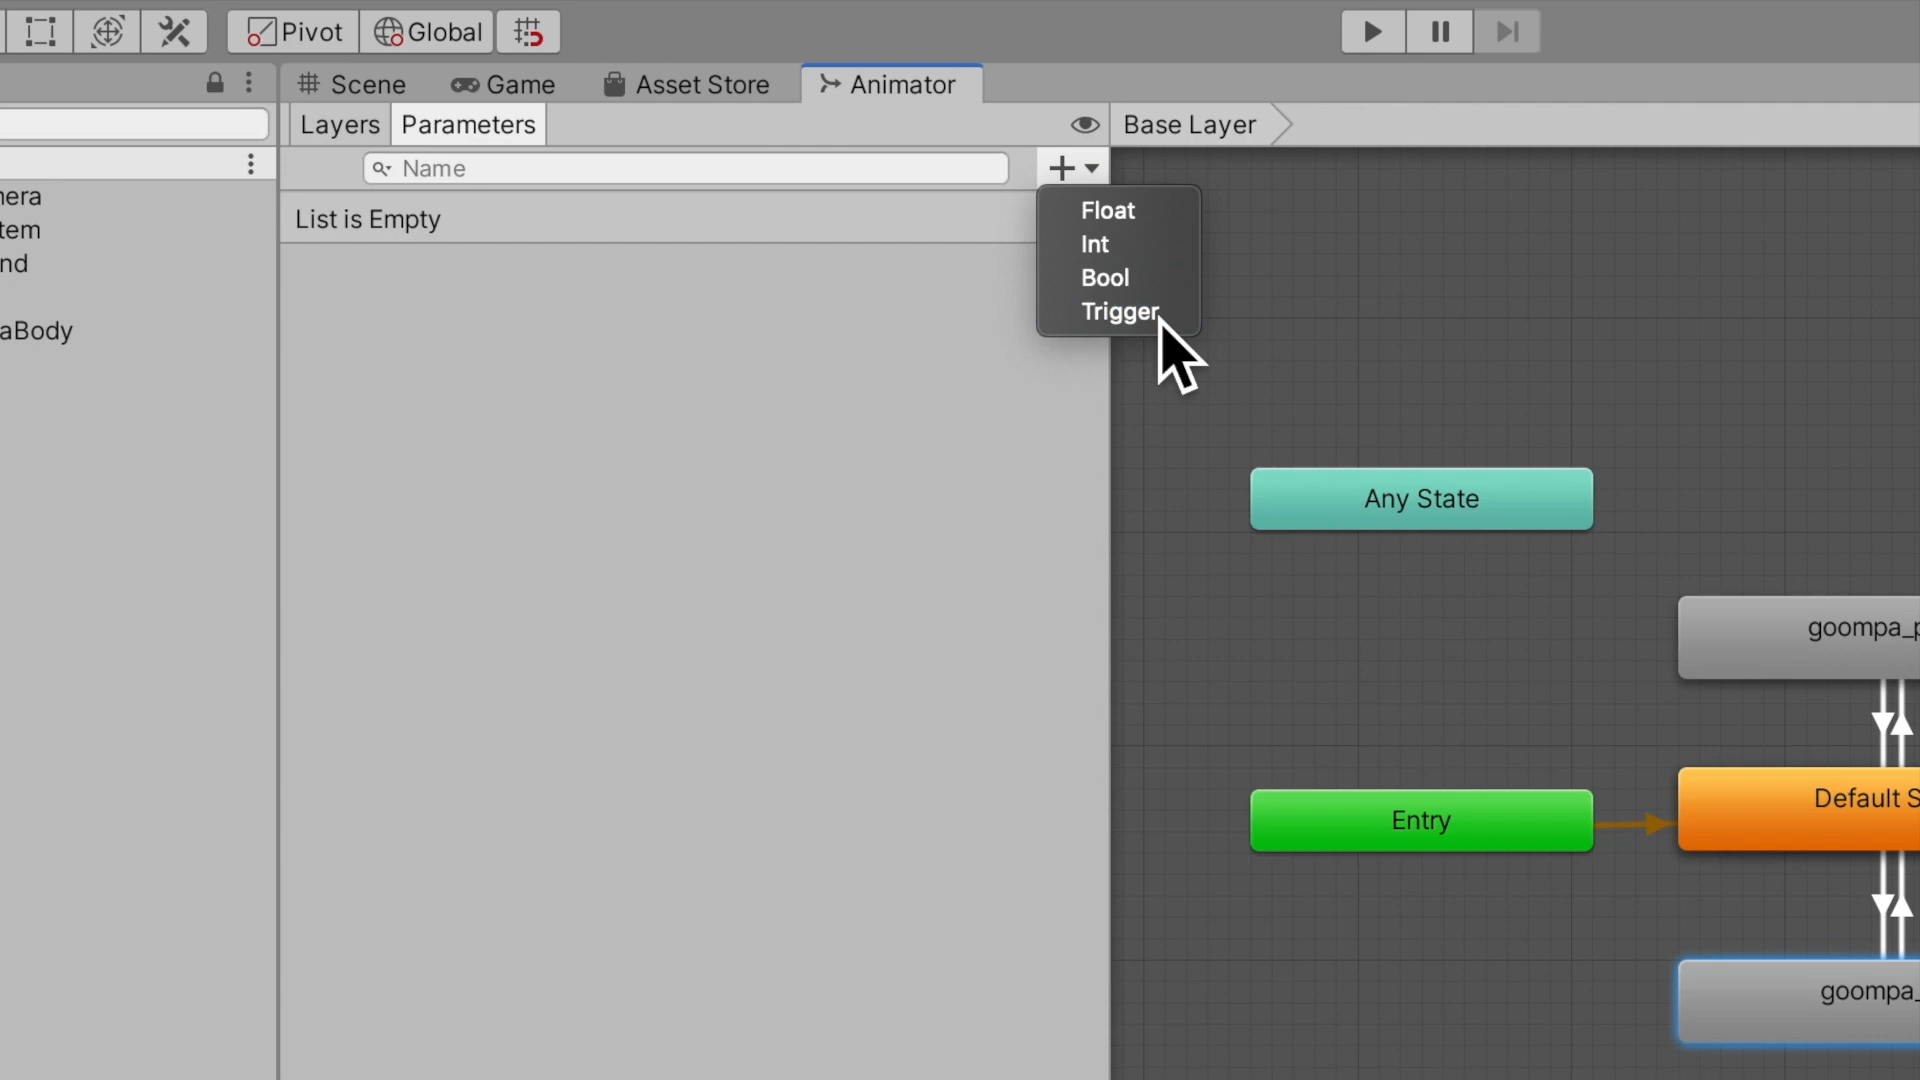 Pivot
Global
Scene
Game
Asset Store
Animator
Layers
Parameters
Base Layer
Name
List is Empty
Float
Int
Bool
Trigger
nera
tem
nd
aBody
Any State
goompa_p
Default S
Entry
goompa_